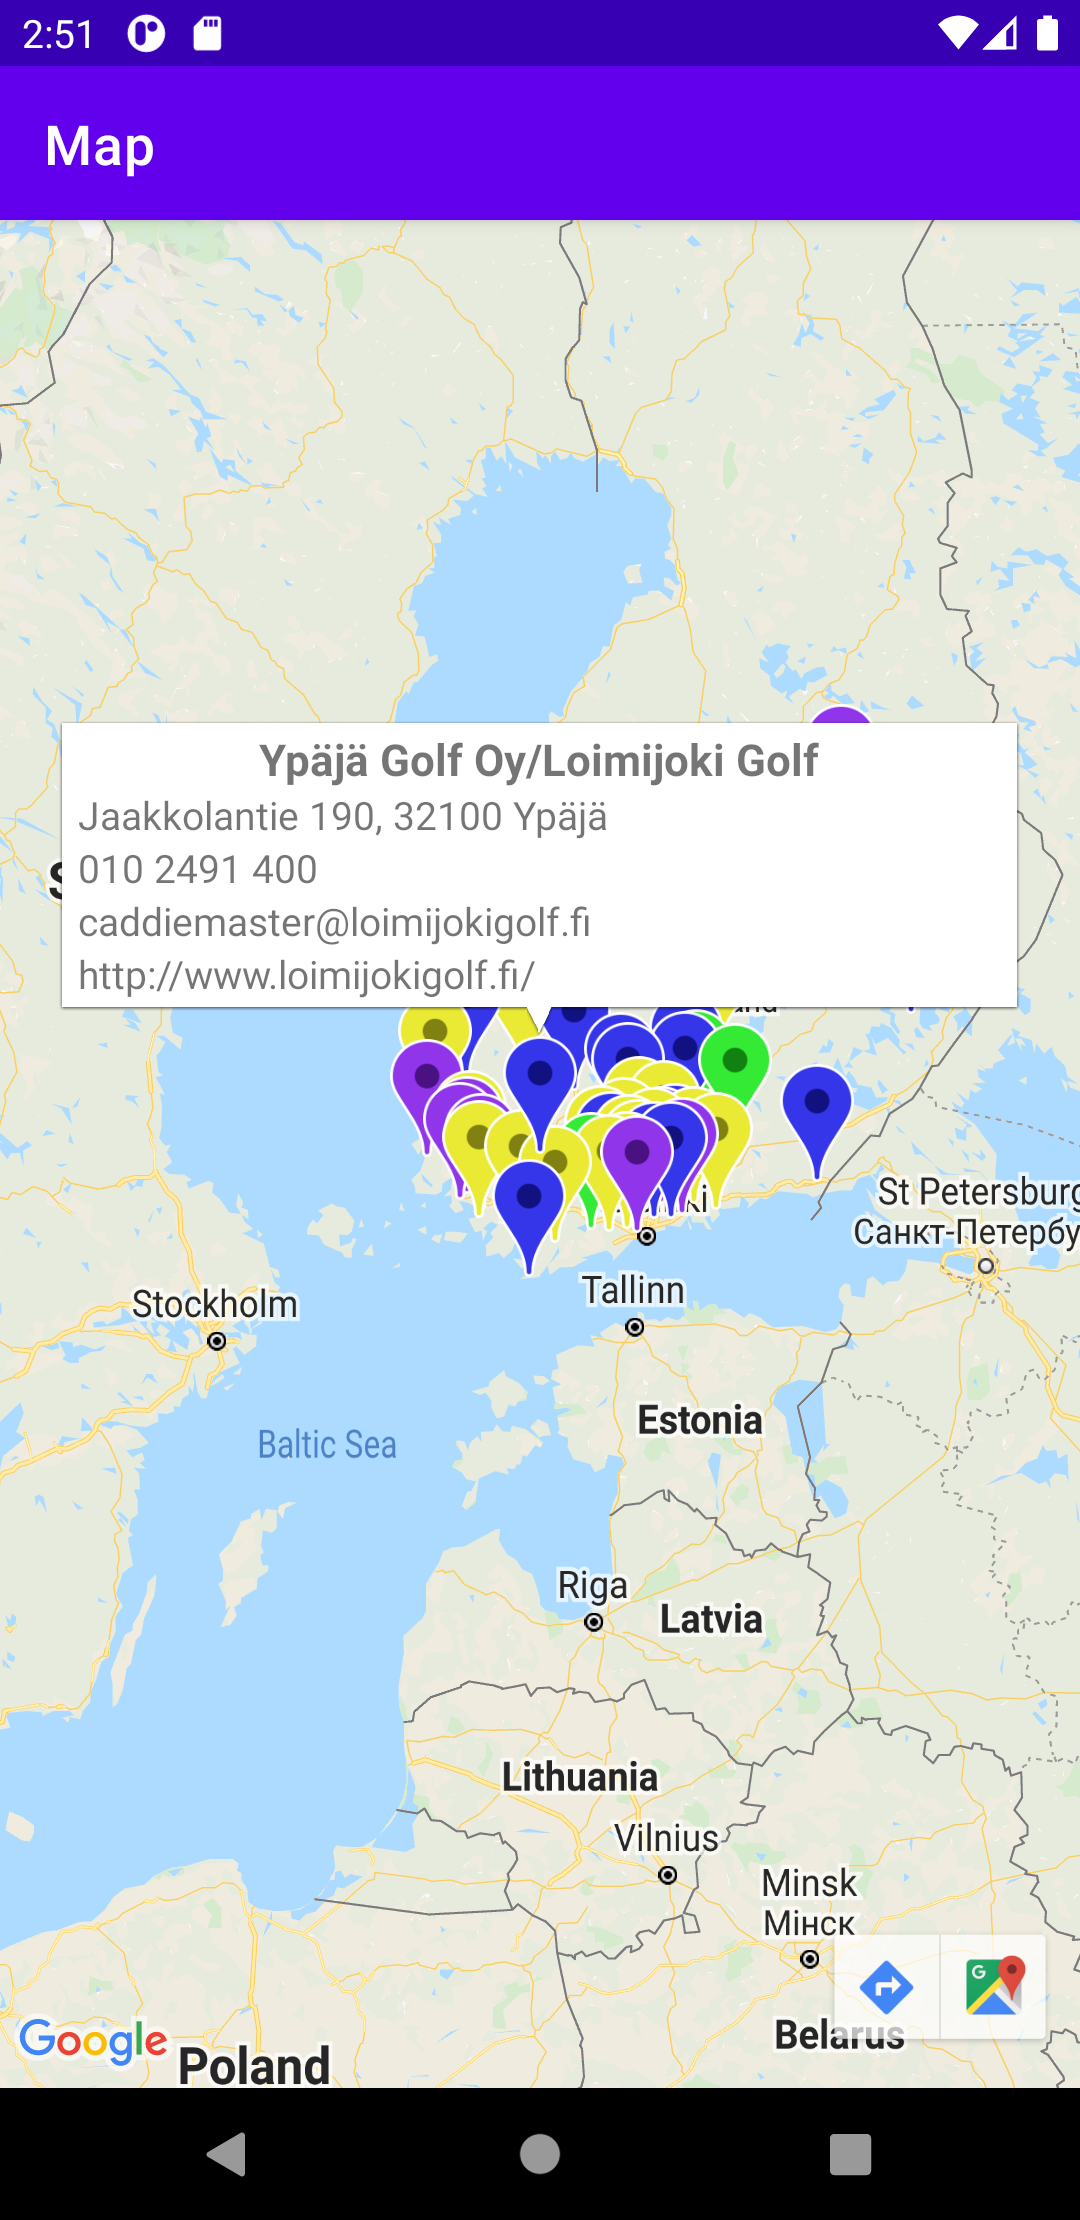 2:51
Map
Ypäjä Golf Oy/Loimijoki Golf
Jaakkolantie 190, 32100 Ypäjä
010 2491 400
caddiemaster@loimijokigolf.fi
http://www.loimijokigolf.fi/
St Petersburg
Санкт-Петербу
Tallinn
Stockholm
Estonia
Baltic Sea
Riga
Latvia
Lithuania
Vilnius
Minsk
Мінск
G
Belarus
Google
Poland